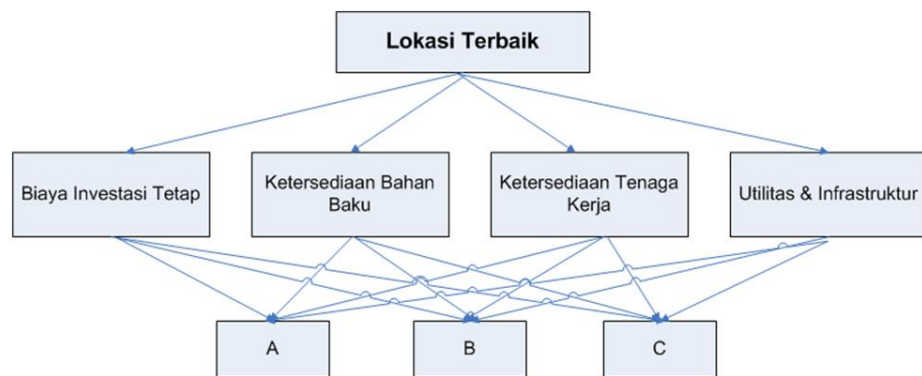 Lokasi Terbaik
Biaya Investasi Tetap
Ketersediaan Bahan
Baku
Ketersediaan Tenaga
Kerja
Utilitas & Infrastruktur
A
B
C